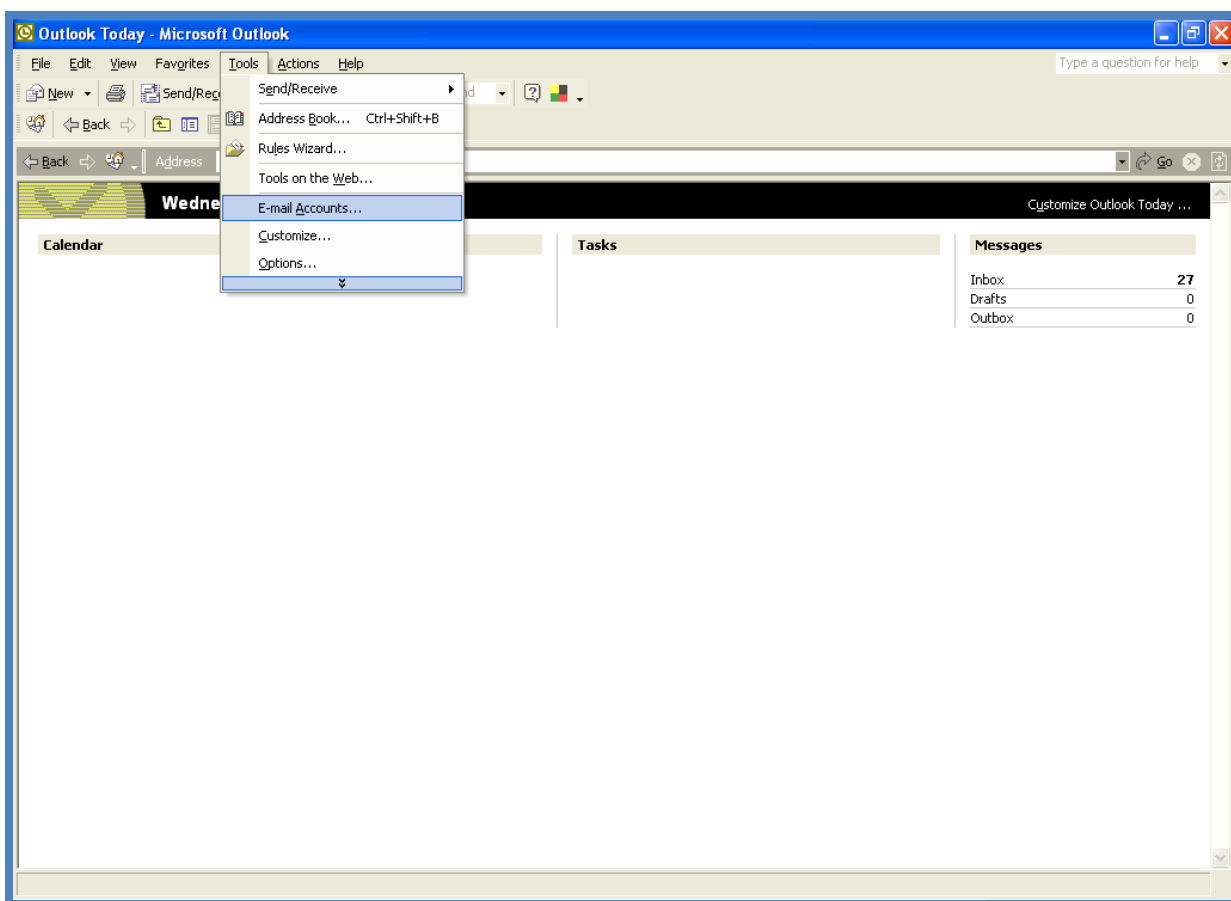 Outlook Today - Microsoft Outlook
File Edit View Favorites Tools Actions Help Type a question for help
New Send/Rec
Send/Receive
Back
Address Book... Ctrl+Shift+B
Rules Wizard...
Back Address Go
Tools on the Web...
Wedne
E-mail Accounts...
Customize Outlook Today ...
Customize...
Options...
Calendar Tasks Messages
Inbox 27
Drafts 0
Outbox 0